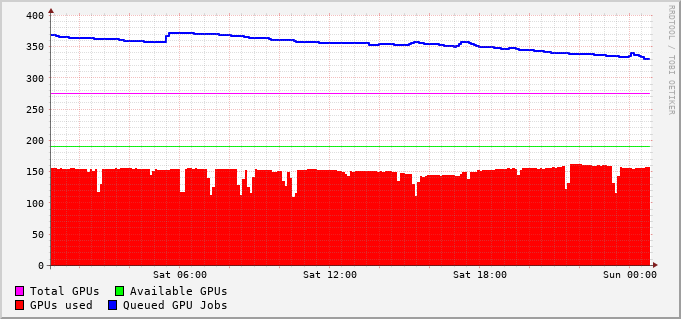 400
350
300
250
200
150
100
50
0
Sat 06:00 Sat 12:00 Sat 18:00 Sun 00:00
Total GPUs Available GPUs
GPUs used Queued GPU Jobs
RRDTOOL / TOBI OETIKER